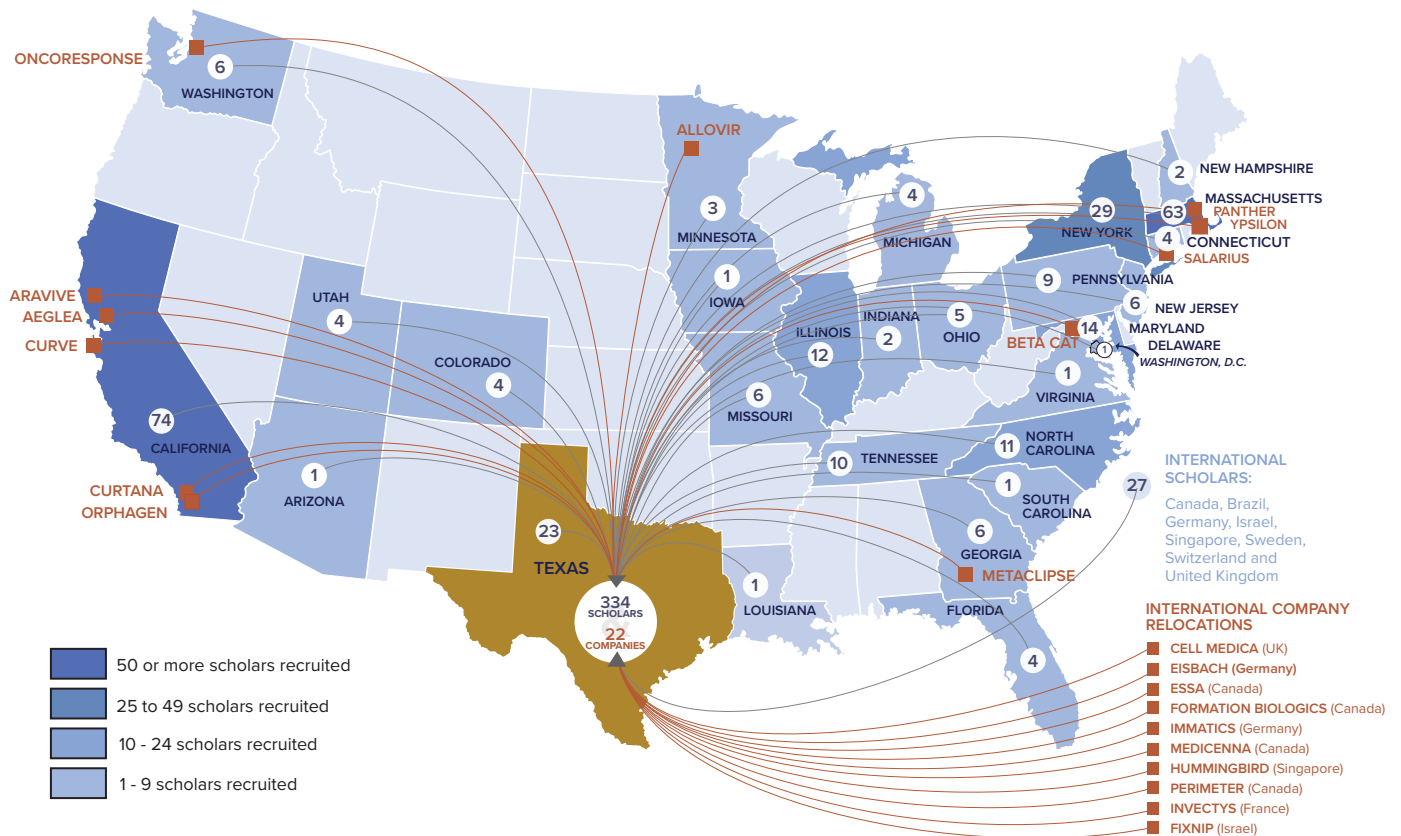 ONCORESPONSE
6
WASHINGTON
ALLOVIR
3
MINNESOTA
4
MICHIGAN
2
NEW HAMPSHIRE
MASSACHUSETTS
63
PANTHER
YPSILON
29
NEW YORK
4
CONNECTICUT
SALARIUS
ARAVIVE
AEGLEA
CURVE
UTAH
4
COLORADO
4
1
IOWA
ILLINOIS
12
INDIANA
2
5
OHIO
9
PENNSYLVANIA
6
NEW JERSEY
14
MARYLAND
BETA CAT
DELAWARE
1
WASHINGTON, D.C.
1
VIRGINIA
6
MISSOURI
74
CALIFORNIA
CURTANA
ORPHAGEN
1
ARIZONA
10
TENNESSEE
11
NORTH
CAROLINA
1
SOUTH
CAROLINA
6
GEORGIA
METACLIPSE
FLORIDA
4
1
LOUISIANA
23
TEXAS
334
SCHOLARS
&
22
COMPANIES
27
INTERNATIONAL
SCHOLARS:
Canada, Brazil,
Germany, Israel,
Singapore, Sweden,
Switzerland and
United Kingdom
INTERNATIONAL COMPANY
RELOCATIONS
CELL MEDICA (UK)
EISBACH (Germany)
ESSA (Canada)
FORMATION BIOLOGICS (Canada)
IMMATICS (Germany)
MEDICENNA (Canada)
HUMMINGBIRD (Singapore)
PERIMETER (Canada)
INVECTYS (France)
FIXNIP (Israel)
50 or more scholars recruited
25 to 49 scholars recruited
10 - 24 scholars recruited
1 - 9 scholars recruited